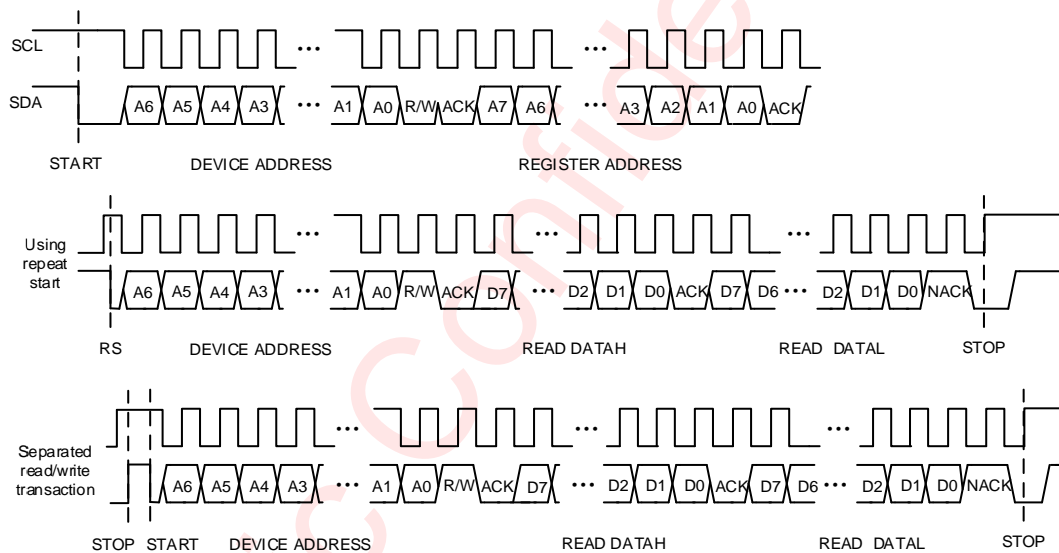 SCL
SDA
A6 A5 A4 A3 ... A1 A0 R/W ACK A7 A6 ... A3 A2 A1 A0 ACK
START DEVICE ADDRESS REGISTER ADDRESS
Using
repeat
start
A6 A5 A4 A3 ... A1 A0 R/W ACK D7 ... D2 D1 D0 ACK D7 D6 ... D2 D1 D0 NACK
RS DEVICE ADDRESS READ DATAH READ DATAL STOP
Separated
read/write
transaction
A6 A5 A4 A3 ... A1 A0 R/W ACK D7 ... D2 D1 D0 ACK D7 D6 ... D2 D1 D0 NACK
STOP START DEVICE ADDRESS READ DATAH READ DATAL STOP
c Confide